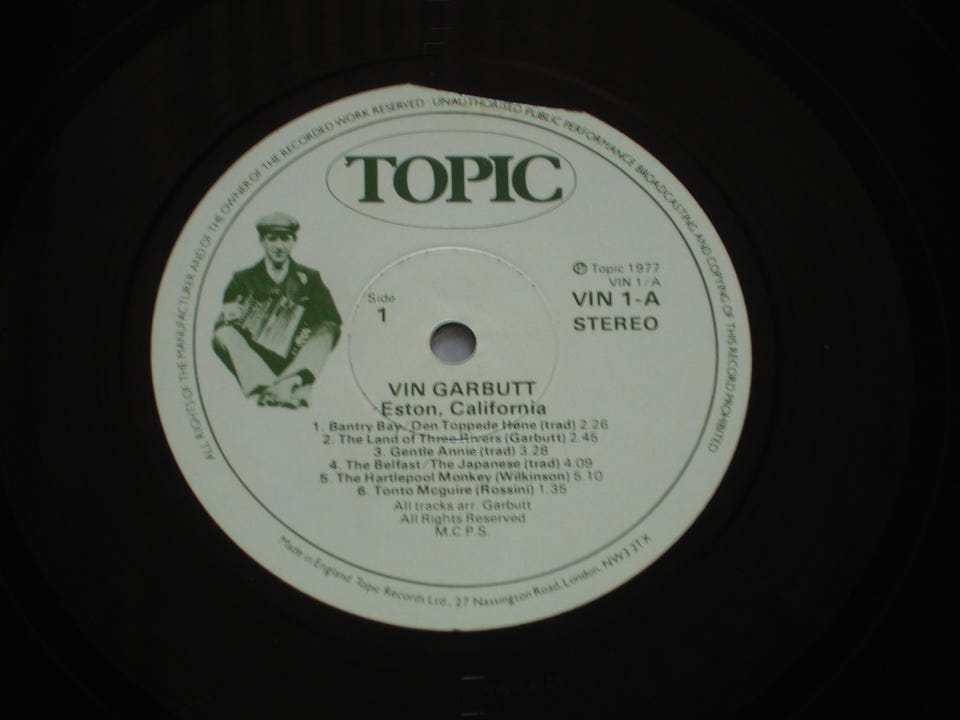 ALL RIGHTS OF THE MANUFACTURER AND OF THE OWNER OF THE RECORDED WORK RESERVED · UNAUTHORISED PUBLIC PERFORMANCE BROADCASTING AND COPYING OF THIS RECORD PROHIBITED
TOPIC
℗ Topic 1977
VIN 1/A
VIN 1-A
STEREO
Side
1
VIN GARBUTT
Eston, California
1. Bantry Bay/Den Toppede Høne (trad) 2.26
2. The Land of Three Rivers (Garbutt) 2.45
3. Gentle Annie (trad) 3.28
4. The Belfast/The Japanese (trad) 4.09
5. The Hartlepool Monkey (Wilkinson) 5.10
6. Tonto Mcguire (Rossini) 1.35
All tracks arr. Garbutt
All Rights Reserved
M.C.P.S.
Made in England Topic Records Ltd., 27 Nassington Road, London, NW3 2TX